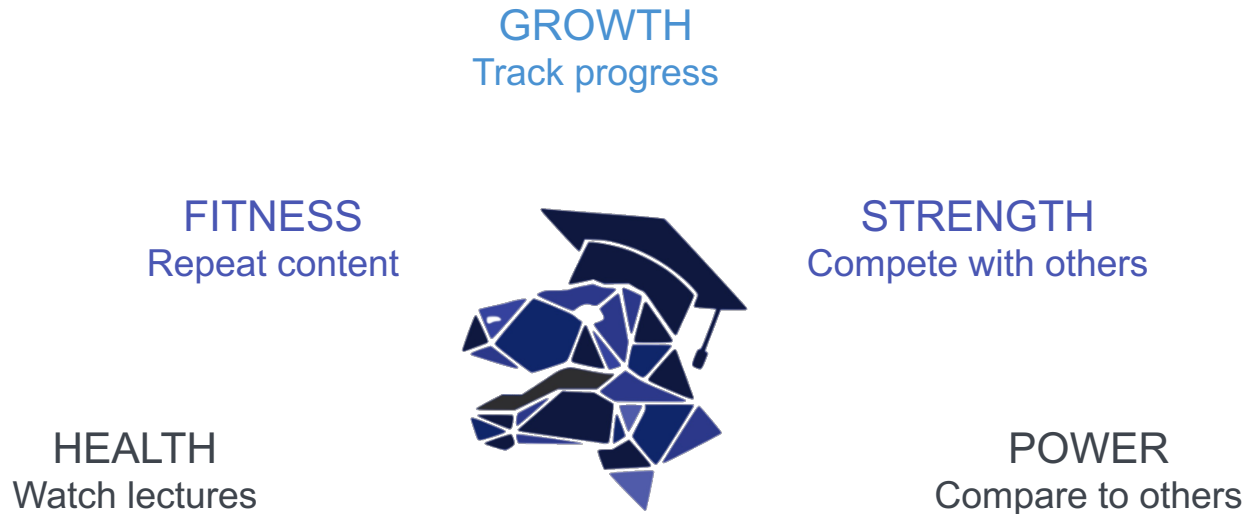 GROWTH
Track progress
FITNESS
Repeat content
STRENGTH
Compete with others
HEALTH
Watch lectures
POWER
Compare to others